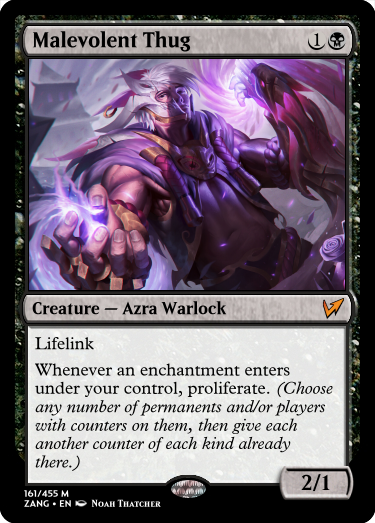 Malevolent Thug 1
Creature — Azra Warlock
Lifelink
Whenever an enchantment enters
under your control, proliferate. (Choose
any number of permanents and/or players
with counters on them, then give each
another counter of each kind already
there.)
2/1
161/455 M
ZANG • EN Noah Thatcher